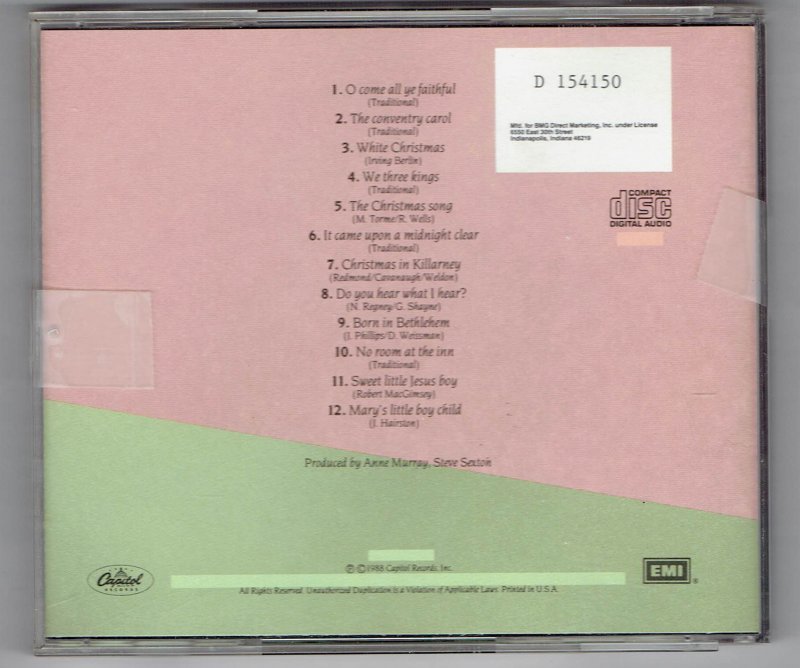 1. O come all ye faithful
(Traditional)
2. The conventry carol
(Traditional)
3. White Christmas
(Irving Berlin)
4. We three kings
(Traditional)
5. The Christmas song
(M. Torme/R. Wells)
6. It came upon a midnight clear
(Traditional)
7. Christmas in Killarney
(Redmond/Cavanaugh/Weldon)
8. Do you hear what I hear?
(N. Regney/G. Shayne)
9. Born in Bethlehem
(J. Phillips/D. Weissman)
10. No room at the inn
(Traditional)
11. Sweet little Jesus boy
(Robert MacGimsey)
12. Mary's little boy child
(J. Hairston)
Produced by Anne Murray, Steve Sexton
D 154150
Mfd. for BMG Direct Marketing, Inc. under License
6550 East 30th Street
Indianapolis, Indiana 46219
COMPACT
disc
DIGITAL AUDIO
Capitol
RECORDS
℗ ©1988 Capitol Records, Inc.
All Rights Reserved. Unauthorized Duplication is a Violation of Applicable Laws. Printed in U.S.A.
EMI®